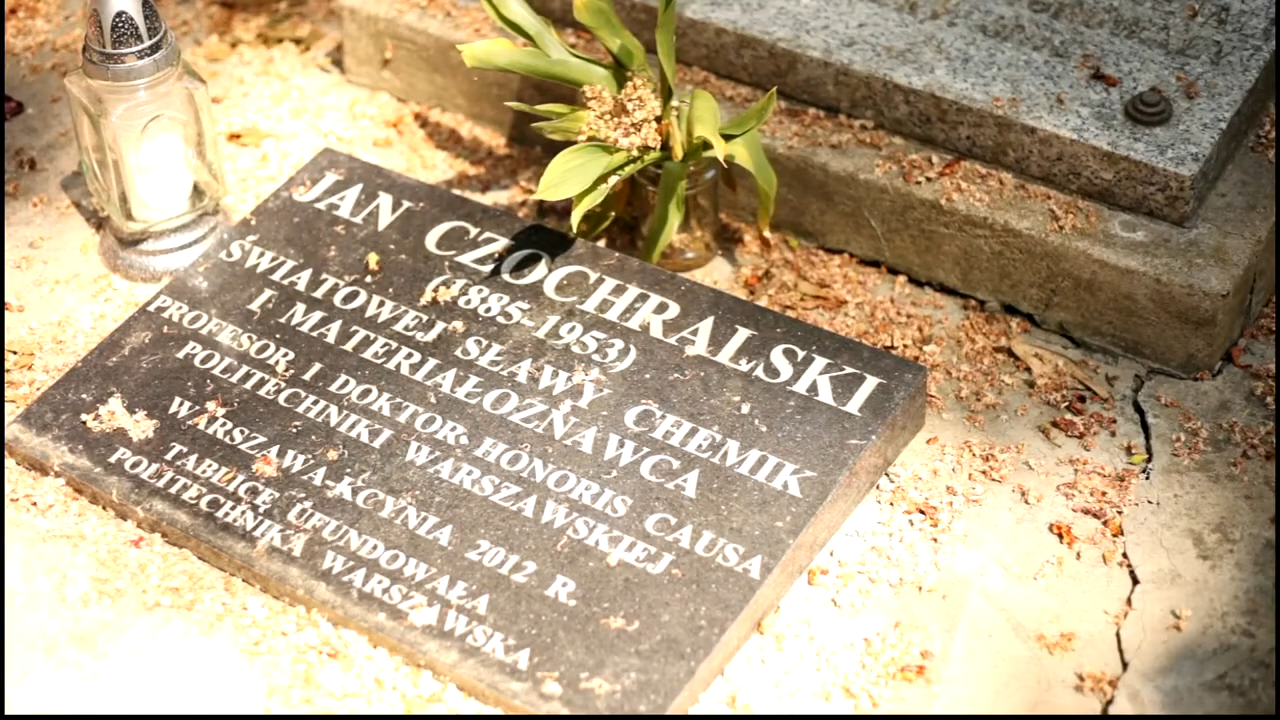 JAN CZOCHRALSKI
(1885-1953)
ŚWIATOWEJ SŁAWY CHEMIK
I MATERIAŁOZNAWCA
PROFESOR I DOKTOR HONORIS CAUSA
POLITECHNIKI WARSZAWSKIEJ
WARSZAWA-KCYNIA 2012 R.
TABLICĘ UFUNDOWAŁA
POLITECHNIKA WARSZAWSKA